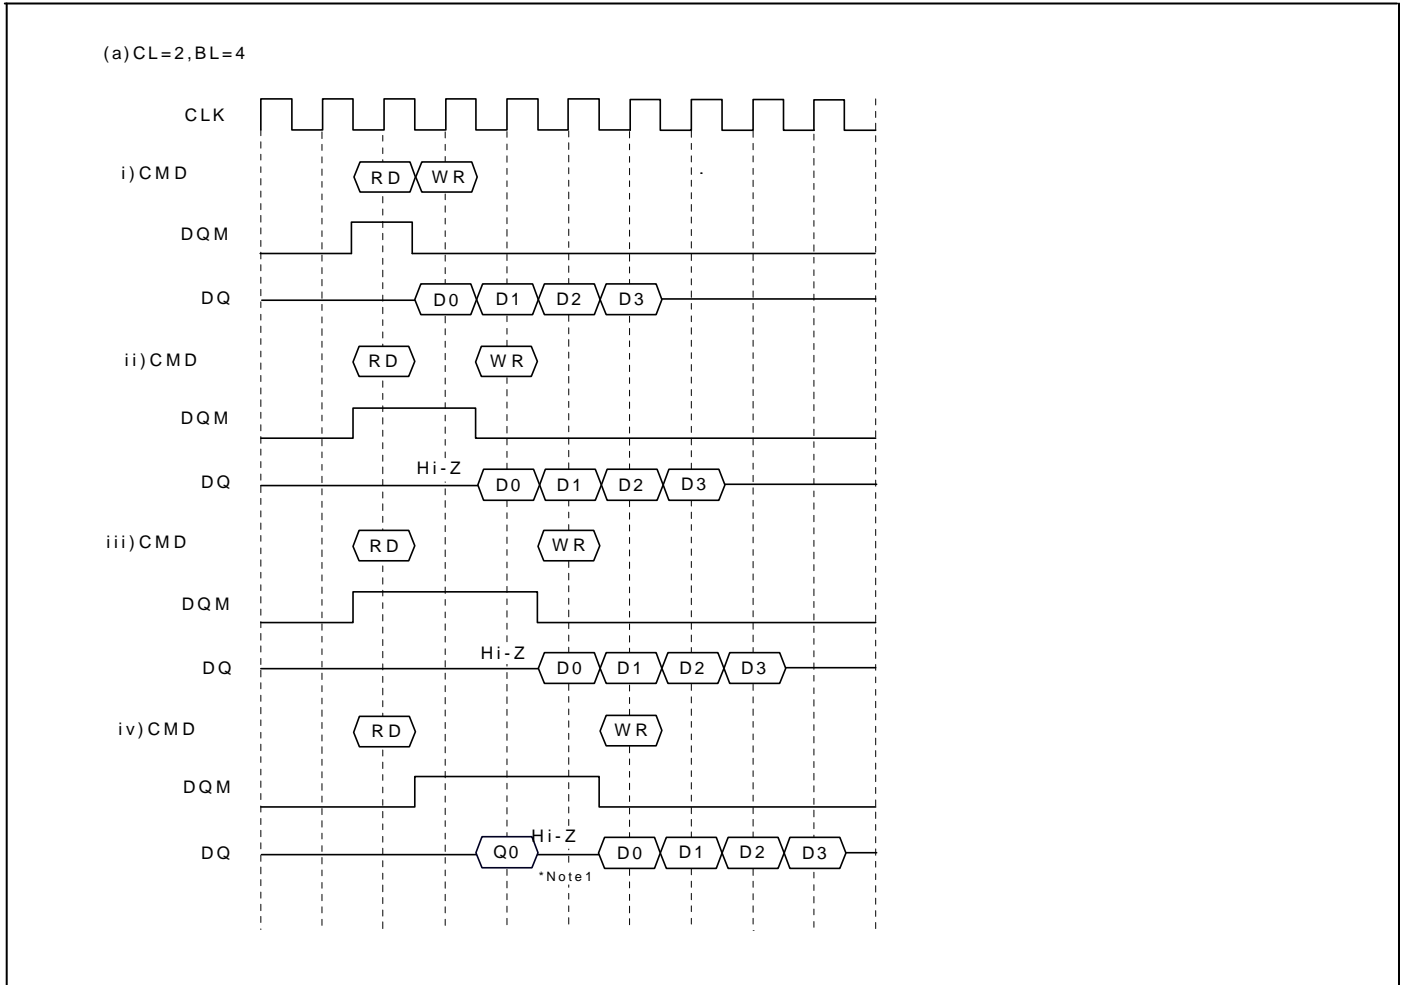 (a)CL=2,BL=4
CLK
i)CMD RD WR
DQM
DQ D0 D1 D2 D3
ii)CMD RD WR
DQM
Hi-Z
DQ D0 D1 D2 D3
iii)CMD RD WR
DQM
Hi-Z
DQ D0 D1 D2 D3
iv)CMD RD WR
DQM
Hi-Z
DQ Q0 D0 D1 D2 D3
*Note1